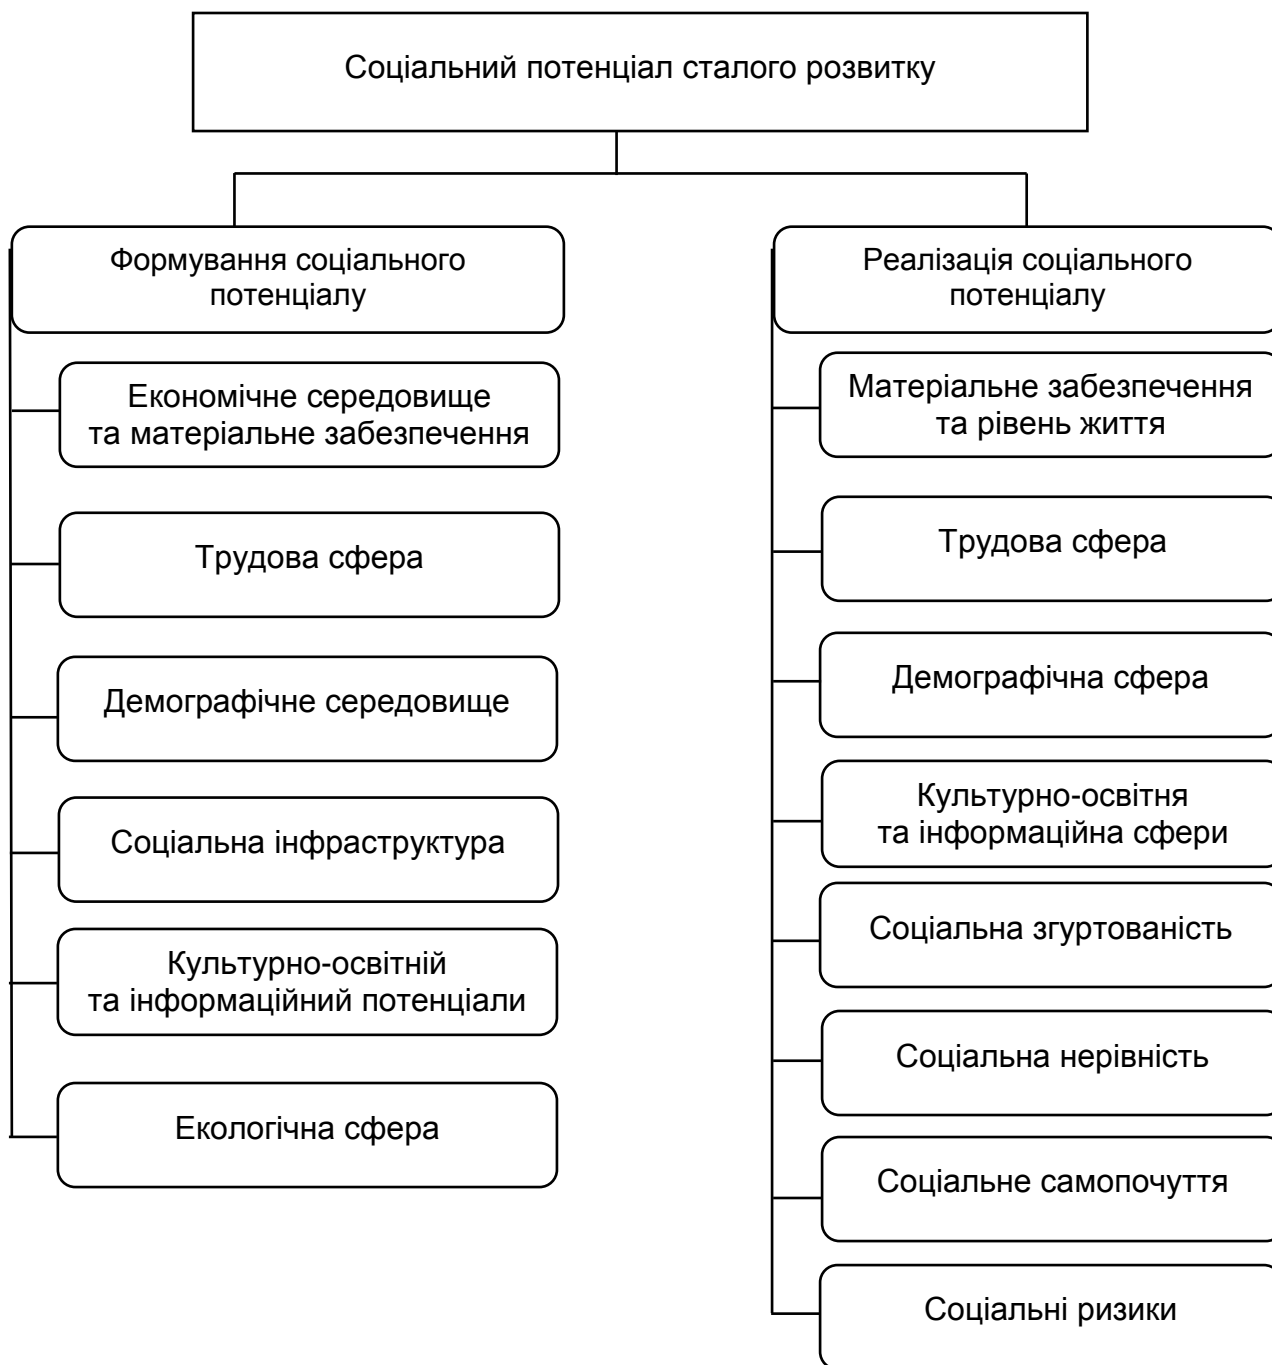 Соціальний потенціал сталого розвитку
Формування соціального
потенціалу
Економічне середовище
та матеріальне забезпечення
Трудова сфера
Демографічне середовище
Соціальна інфраструктура
Культурно-освітній
та інформаційний потенціали
Екологічна сфера
Реалізація соціального
потенціалу
Матеріальне забезпечення
та рівень життя
Трудова сфера
Демографічна сфера
Культурно-освітня
та інформаційна сфери
Соціальна згуртованість
Соціальна нерівність
Соціальне самопочуття
Соціальні ризики